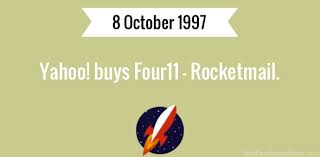 8 October 1997
Yahoo! buys Four11 - Rocketmail.